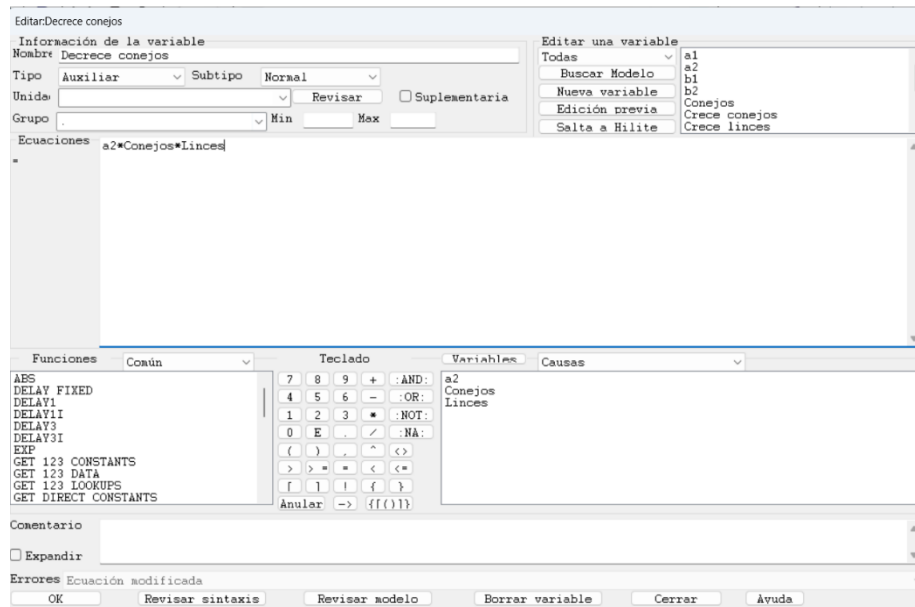 Editar:Decrece conejos
Información de la variable
Nombre Decrece conejos
Tipo Auxiliar Subtipo Normal
Unida
Revisar
Suplementaria
Grupo . Min Max
Editar una variable
Todas
Buscar Modelo
Nueva variable
Edición previa
Salta a Hilite
a1
a2
b1
b2
Conejos
Crece conejos
Crece linces
Ecuaciones
=
a2*Conejos*Linces
Funciones Común
ABS
DELAY FIXED
DELAY1
DELAY1I
DELAY3
DELAY3I
EXP
GET 123 CONSTANTS
GET 123 DATA
GET 123 LOOKUPS
GET DIRECT CONSTANTS
Teclado
7 8 9 + :AND:
4 5 6 - :OR:
1 2 3 * :NOT:
0 E . / :NA:
( ) , ^ <>
> >= = < <=
[ ] ! { }
Anular -> {[()]}
Variables Causas
a2
Conejos
Linces
Comentario
Expandir
Errores Ecuación modificada
OK Revisar sintaxis Revisar modelo Borrar variable Cerrar Ayuda